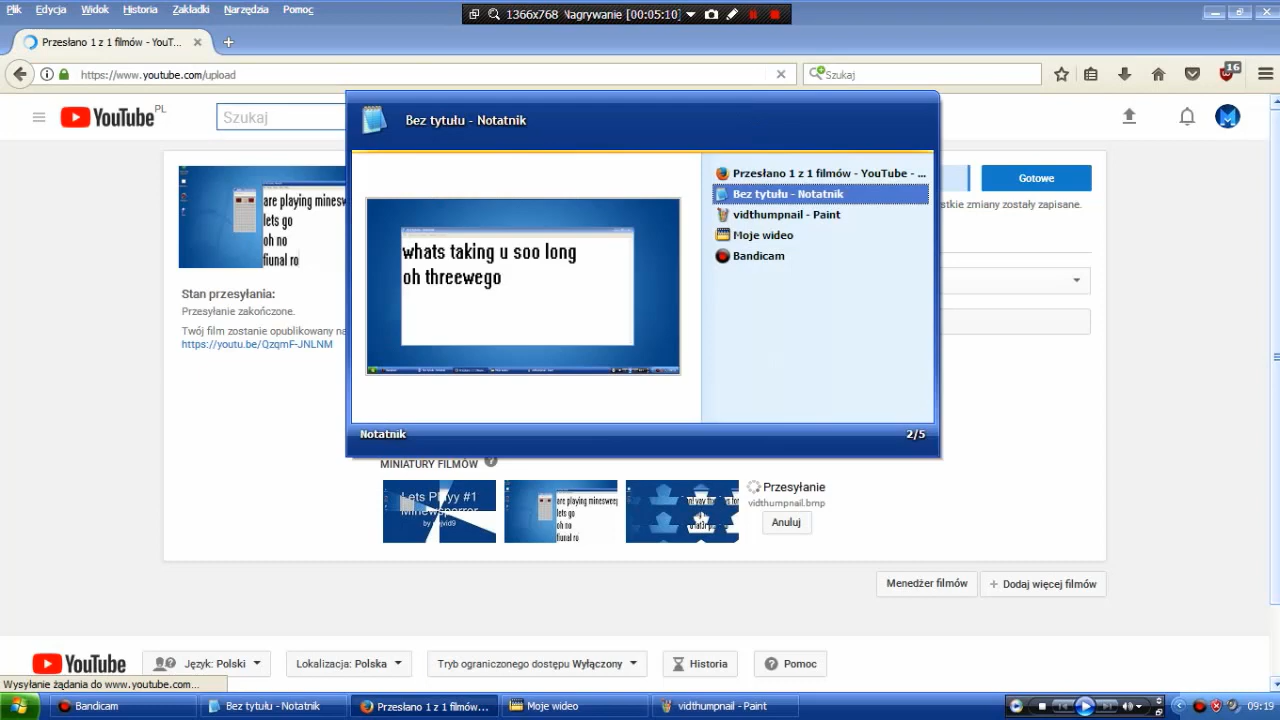 Plik Edycja Widok Historia Zakładki Narzędzia Pomoc
1366x768 Nagrywanie [00:05:10]
Przesłano 1 z 1 filmów - YouT...
https://www.youtube.com/upload
Szukaj
16
YouTube PL
Szukaj
Bez tytułu - Notatnik
Przesłano 1 z 1 filmów - YouTube - ...
Bez tytułu - Notatnik
vidthumpnail - Paint
Moje wideo
Bandicam
whats taking u soo long
oh threewego
Notatnik
2/5
Gotowe
stkie zmiany zostały zapisane.
are playing minesw
lets go
oh no
fiunal ro
Stan przesyłania:
Przesyłanie zakończone.
Twój film zostanie opublikowany na
https://youtu.be/QzqmF-JNLNM
MINIATURY FILMÓW ?
Lets Playy #1
are playing minesweep
lets go
oh no
Przesyłanie
vidthumpnail.bmp
Anuluj
Menedżer filmów
+ Dodaj więcej filmów
YouTube
Język: Polski
Lokalizacja: Polska
Tryb ograniczonego dostępu Wyłączony
Historia
Pomoc
Wysyłanie żądania do www.youtube.com...
Bandicam
Bez tytułu - Notatnik
Przesłano 1 z 1 filmów...
Moje wideo
vidthumpnail - Paint
09:19